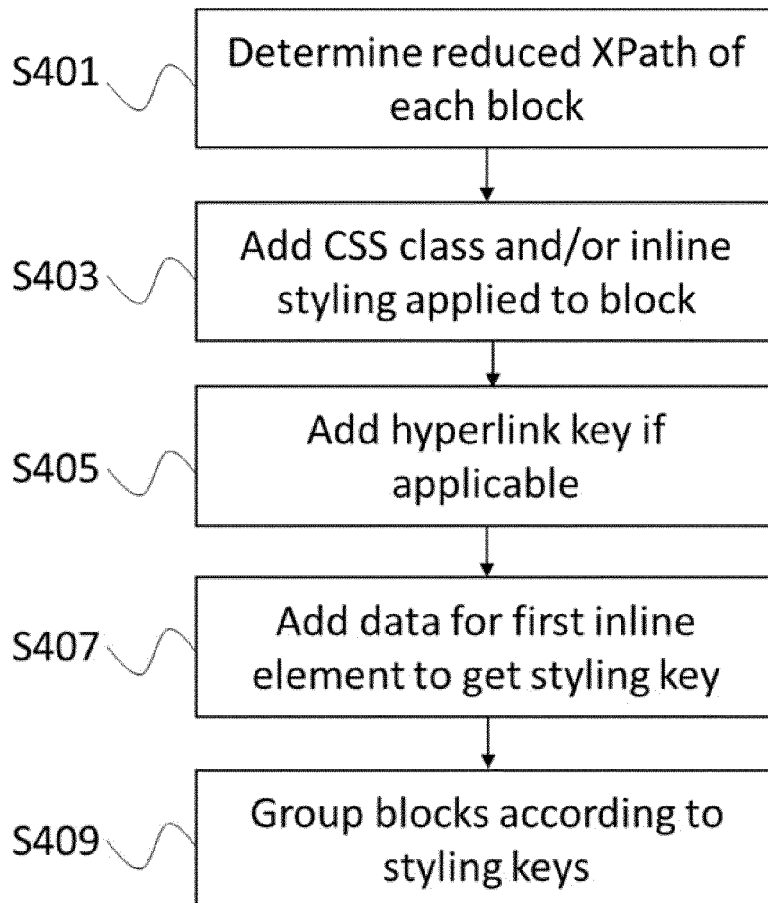 S401
Determine reduced XPath of
each block
S403
Add CSS class and/or inline
styling applied to block
S405
Add hyperlink key if
applicable
S407
Add data for first inline
element to get styling key
S409
Group blocks according to
styling keys